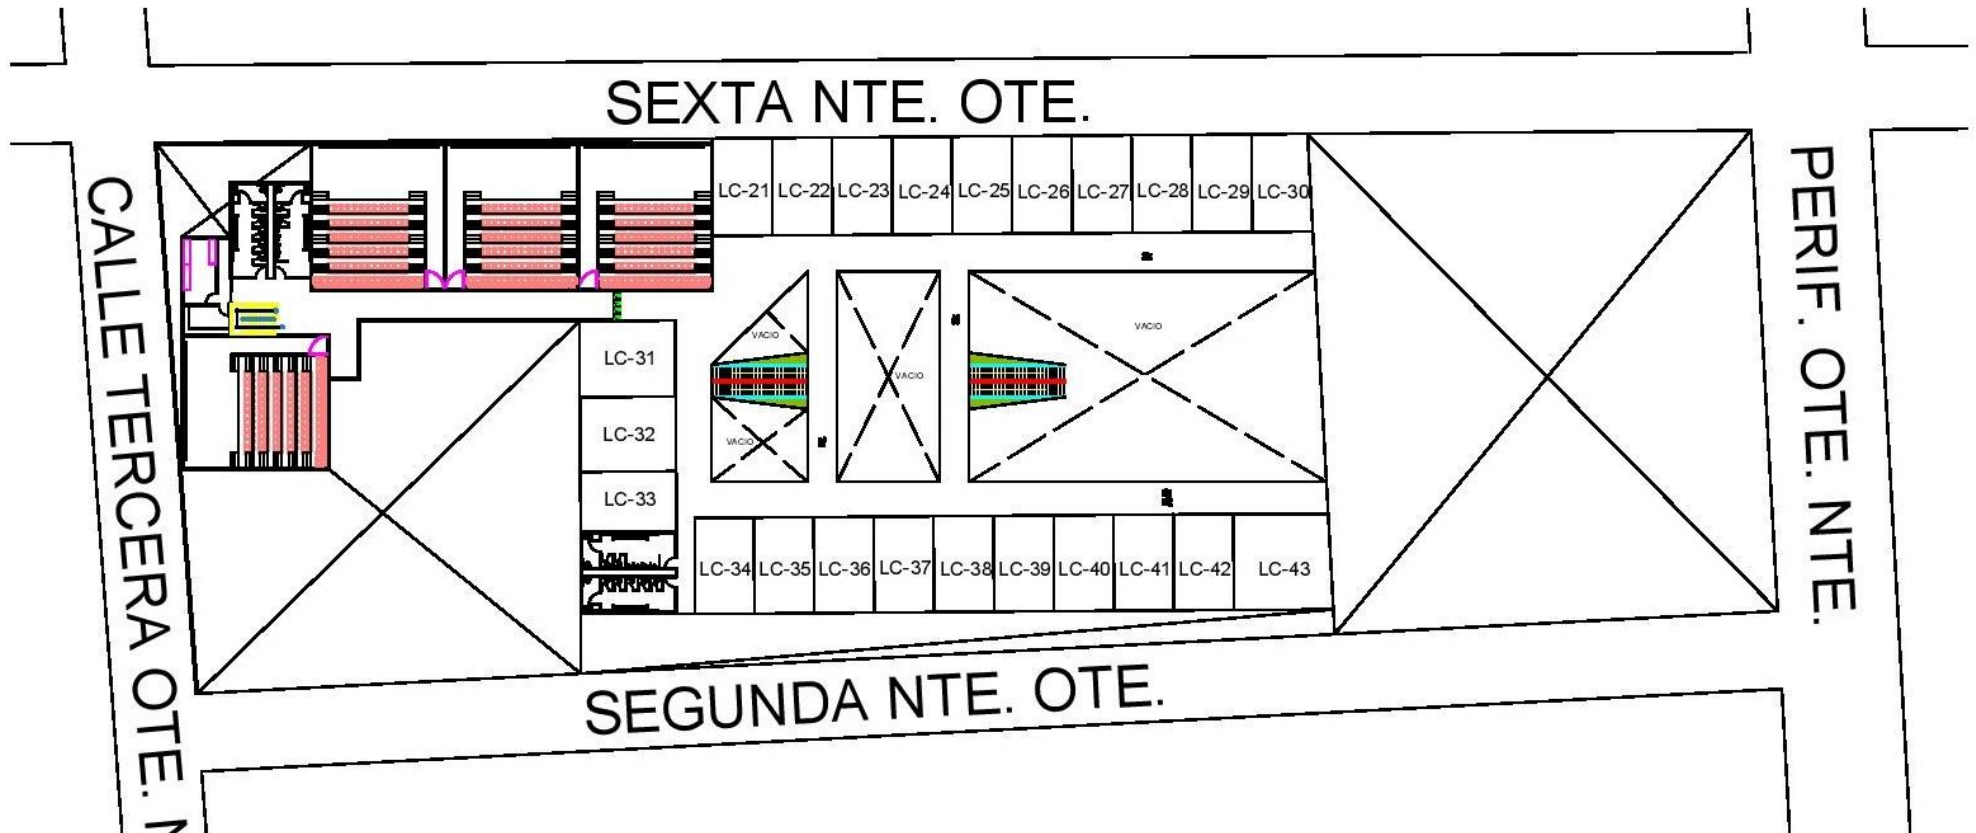 SEXTA NTE. OTE.
CALLE TERCERA OTE.
PERIF. OTE. NTE.
LC-21 LC-22 LC-23 LC-24 LC-25 LC-26 LC-27 LC-28 LC-29 LC-30
VACIO
VACIO
LC-31
VACIO
LC-32
VACIO
LC-33
LC-34 LC-35 LC-36 LC-37 LC-38 LC-39 LC-40 LC-41 LC-42 LC-43
SEGUNDA NTE. OTE.